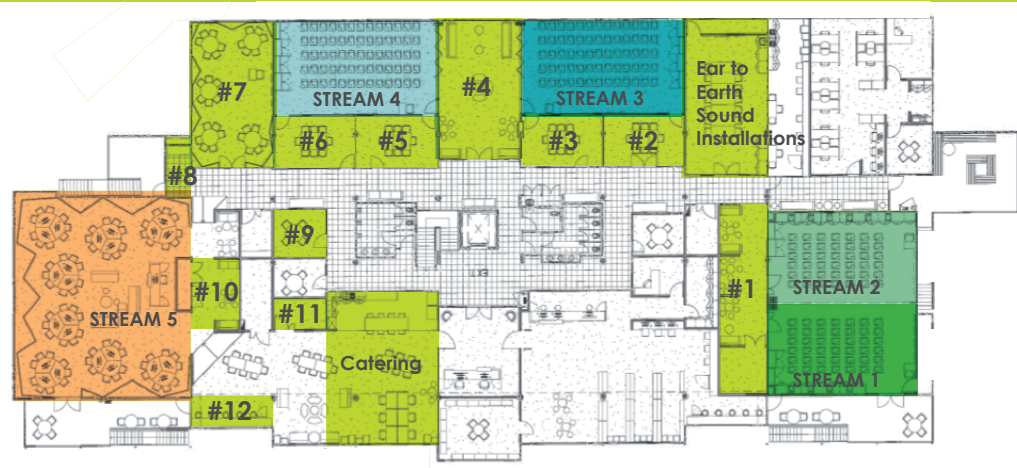 #7
STREAM 4
#4
STREAM 3
Ear to
Earth
Sound
Installations
#6
#5
#3
#2
#8
#9
#10
#11
#1
STREAM 2
STREAM 5
Catering
STREAM 1
#12